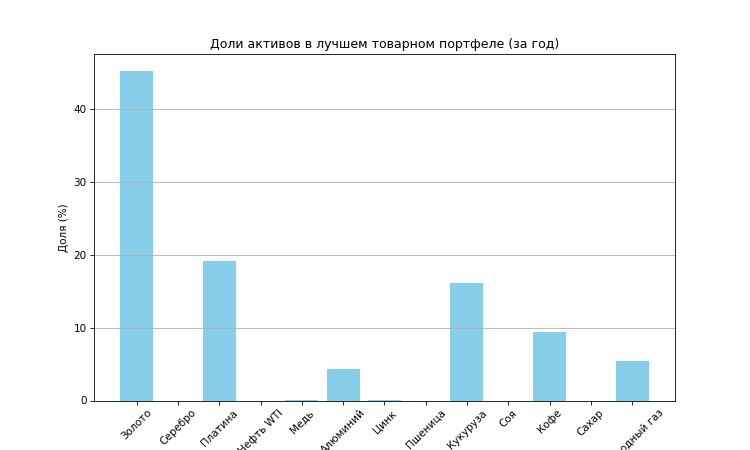 Доли активов в лучшем товарном портфеле (за год)
Доля (%)
40
30
20
10
0
Золото
Серебро
Платина
Нефть WTI
Медь
Алюминий
Цинк
Пшеница
Кукуруза
Соя
Кофе
Сахар
газ